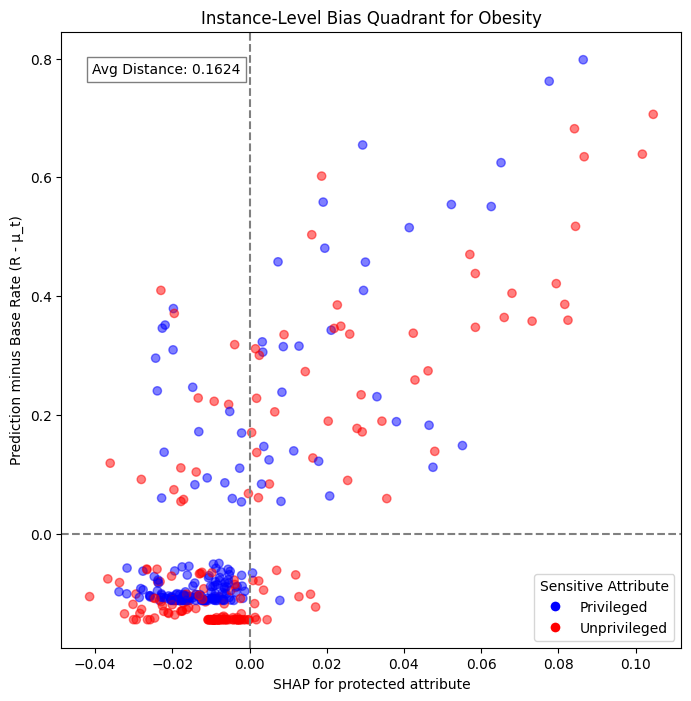 Instance-Level Bias Quadrant for Obesity
Avg Distance: 0.1624
Prediction minus Base Rate (R - μ_t)
0.8
0.6
0.4
0.2
0.0
Sensitive Attribute
Privileged
Unprivileged
−0.04
−0.02
0.00
0.02
0.04
0.06
0.08
0.10
SHAP for protected attribute